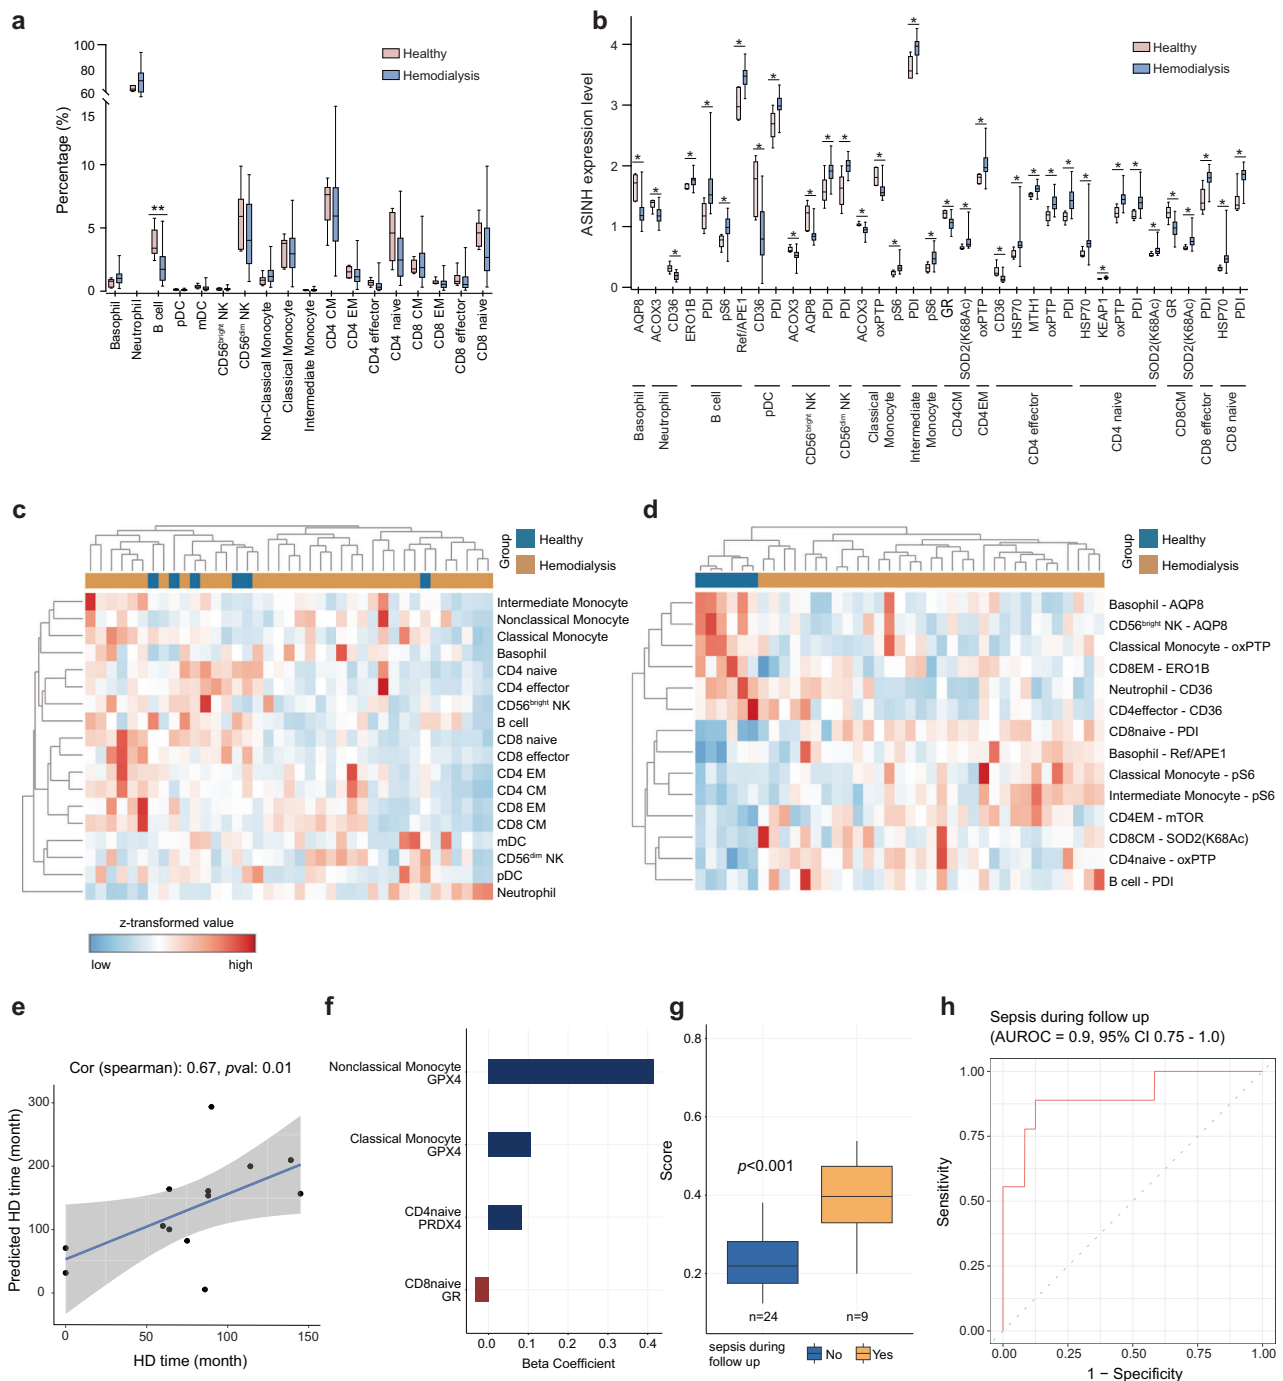 a
Percentage (%)
100
80
60
15
10
5
0
Healthy
Hemodialysis
**
Basophil
Neutrophil
B cell
pDC
mDC
CD56bright NK
CD56dim NK
Non-Classical Monocyte
Classical Monocyte
Intermediate Monocyte
CD4 CM
CD4 EM
CD4 effector
CD4 naive
CD8 CM
CD8 EM
CD8 effector
CD8 naive
b
ASINH expression level
4
3
2
1
0
Healthy
Hemodialysis
* * * * * * * * * * * * * * * * * * * * * * * * * * * * * * * * * * *
AQP8
ACOX3
CD36
ERO1B
PDI
pS6
Ref/APE1
CD36
PDI
ACOX3
AQP8
PDI
PDI
ACOX3
oxPTP
pS6
PDI
pS6
GR
SOD2(K68Ac)
oxPTP
CD36
HSP70
MTH1
oxPTP
PDI
HSP70
KEAP1
oxPTP
PDI
SOD2(K68Ac)
GR
SOD2(K68Ac)
PDI
HSP70
PDI
Basophil
Neutrophil
B cell
pDC
CD56bright NK
CD56dim NK
Classical
Monocyte
Intermediate
Monocyte
CD4CM
CD4EM
CD4 effector
CD4 naive
CD8CM
CD8 effector
CD8 naive
c
Group
Healthy
Hemodialysis
Intermediate Monocyte
Nonclassical Monocyte
Classical Monocyte
Basophil
CD4 naive
CD4 effector
CD56bright NK
B cell
CD8 naive
CD8 effector
CD4 EM
CD4 CM
CD8 EM
CD8 CM
mDC
CD56dim NK
pDC
Neutrophil
z-transformed value
low high
d
Group
Healthy
Hemodialysis
Basophil - AQP8
CD56bright NK - AQP8
Classical Monocyte - oxPTP
CD8EM - ERO1B
Neutrophil - CD36
CD4effector - CD36
CD8naive - PDI
Basophil - Ref/APE1
Classical Monocyte - pS6
Intermediate Monocyte - pS6
CD4EM - mTOR
CD8CM - SOD2(K68Ac)
CD4naive - oxPTP
B cell - PDI
e
Cor (spearman): 0.67, pval: 0.01
Predicted HD time (month)
300
200
100
0
0 50 100 150
HD time (month)
f
Nonclassical Monocyte
GPX4
Classical Monocyte
GPX4
CD4naive
PRDX4
CD8naive
GR
0.0 0.1 0.2 0.3 0.4
Beta Coefficient
g
Score
0.8
0.6
0.4
0.2
p<0.001
n=24 n=9
sepsis during
follow up
No Yes
h
Sepsis during follow up
(AUROC = 0.9, 95% CI 0.75 - 1.0)
Sensitivity
1.00
0.75
0.50
0.25
0.00
0.00 0.25 0.50 0.75 1.00
1 − Specificity